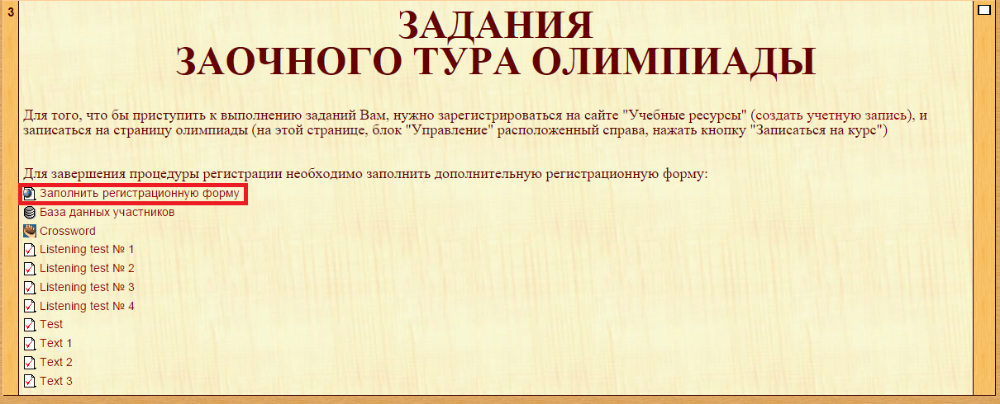 3
ЗАДАНИЯ
ЗАОЧНОГО ТУРА ОЛИМПИАДЫ
Для того, что бы приступить к выполнению заданий Вам, нужно зарегистрироваться на сайте "Учебные ресурсы" (создать учетную запись), и
записаться на страницу олимпиады (на этой странице, блок "Управление" расположенный справа, нажать кнопку "Записаться на курс")
Для завершения процедуры регистрации необходимо заполнить дополнительную регистрационную форму:
Заполнить регистрационную форму
База данных участников
Crossword
Listening test № 1
Listening test № 2
Listening test № 3
Listening test № 4
Test
Text 1
Text 2
Text 3